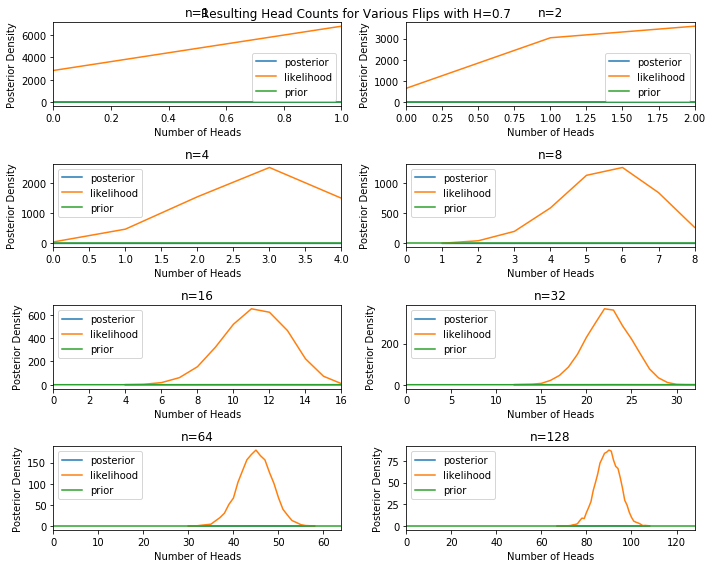 Resulting Head Counts for Various Flips with H=0.7
n=2
6000
4000
2000
0
Posterior Density
posterior
likelihood
prior
0.0 0.2 0.4 0.6 0.8 1.0
Number of Heads
3000
2000
1000
0
Posterior Density
posterior
likelihood
prior
0.00 0.25 0.50 0.75 1.00 1.25 1.50 1.75 2.00
Number of Heads
n=4
2000
1000
0
Posterior Density
posterior
likelihood
prior
0.0 0.5 1.0 1.5 2.0 2.5 3.0 3.5 4.0
Number of Heads
n=8
1000
500
0
Posterior Density
posterior
likelihood
prior
0 1 2 3 4 5 6 7 8
Number of Heads
n=16
600
400
200
0
Posterior Density
posterior
likelihood
prior
0 2 4 6 8 10 12 14 16
Number of Heads
n=32
200
0
Posterior Density
posterior
likelihood
prior
0 5 10 15 20 25 30
Number of Heads
n=64
150
100
50
0
Posterior Density
posterior
likelihood
prior
0 10 20 30 40 50 60
Number of Heads
n=128
75
50
25
0
Posterior Density
posterior
likelihood
prior
0 20 40 60 80 100 120
Number of Heads